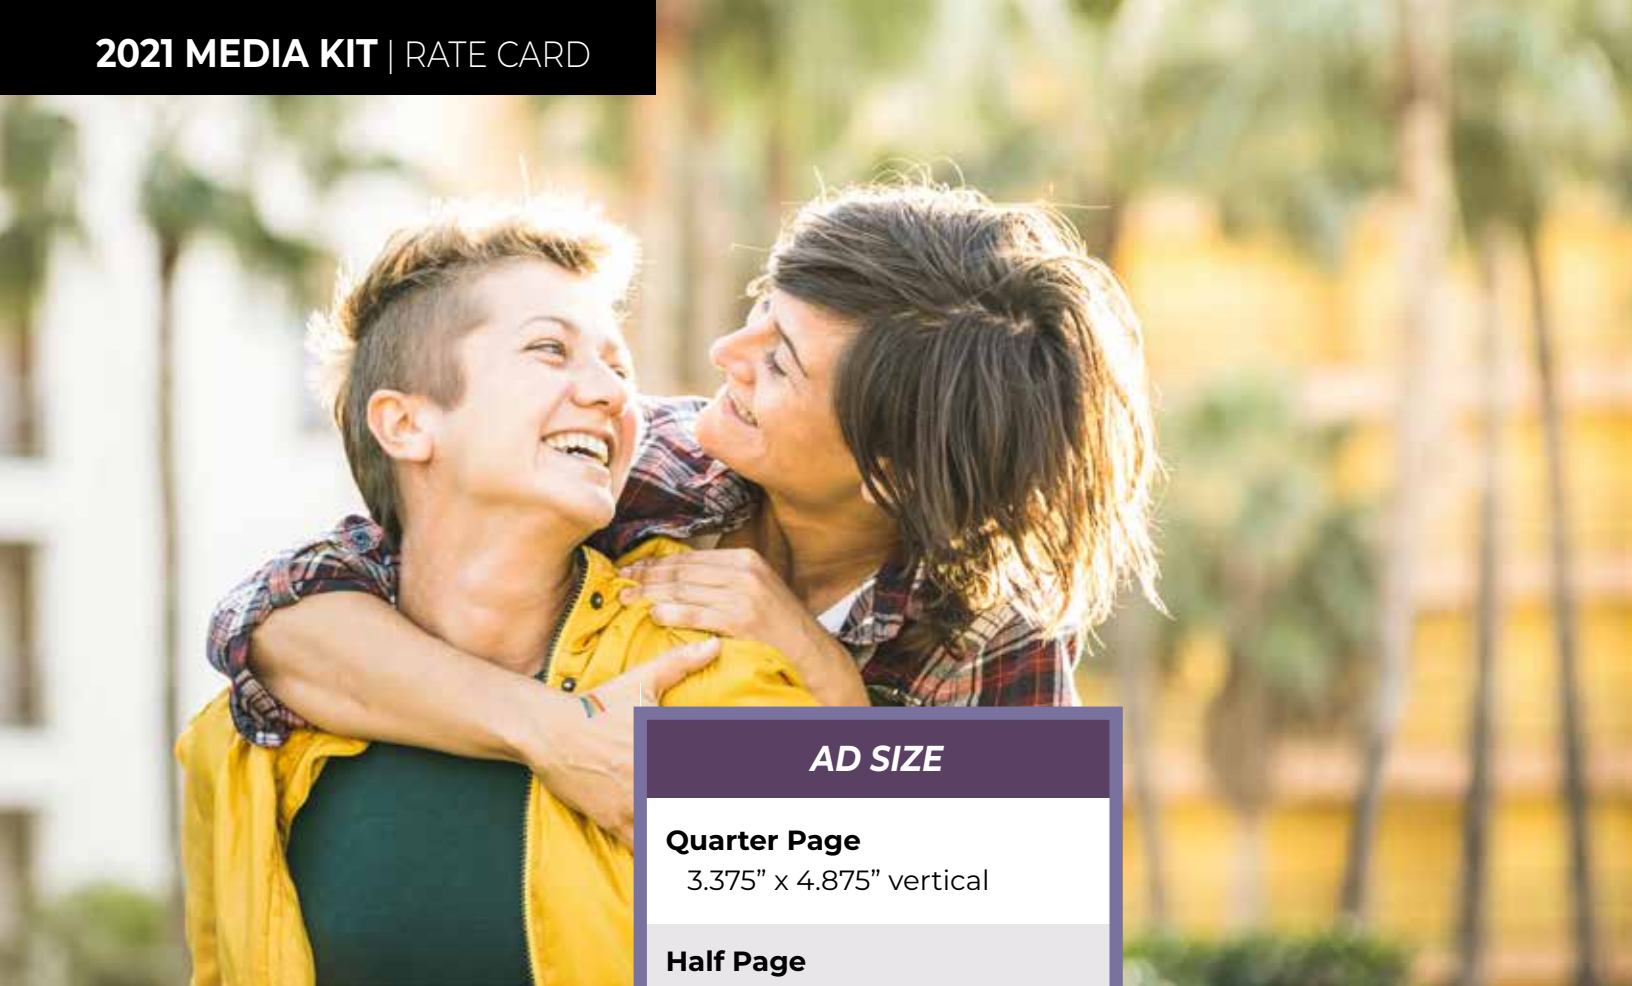 2021 MEDIA KIT | RATE CARD
AD SIZE
Quarter Page
3.375” x 4.875” vertical
Half Page